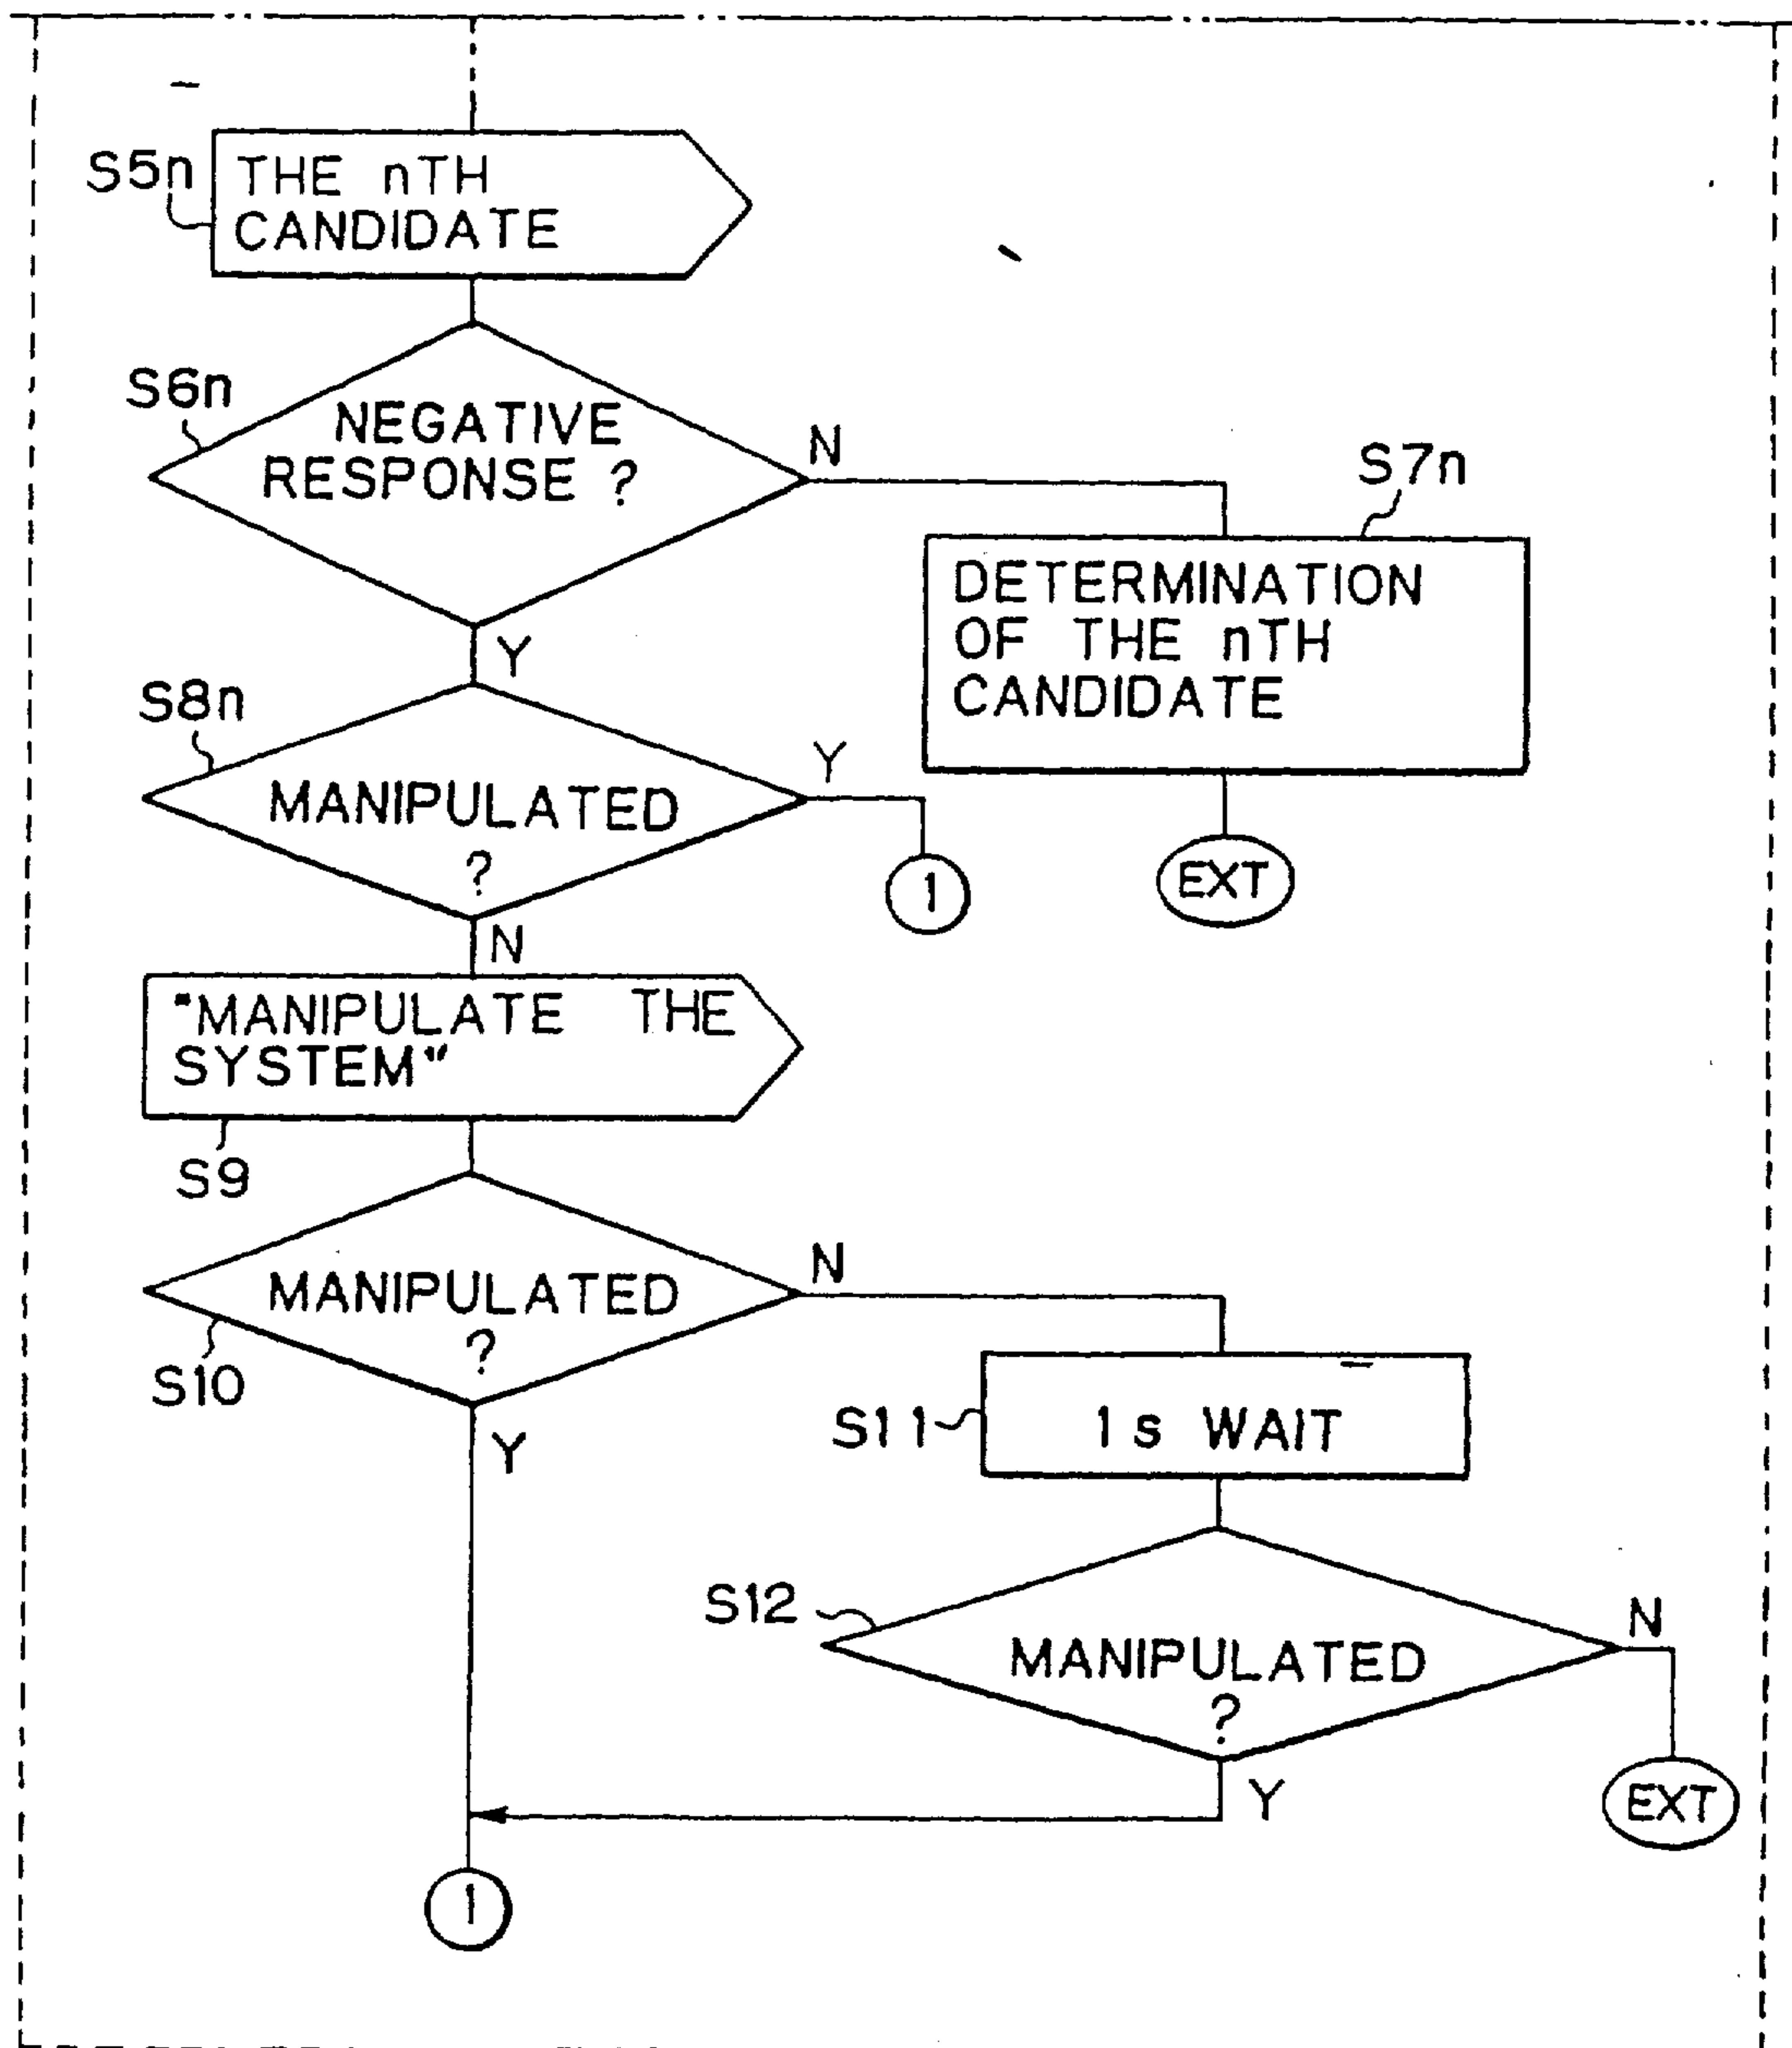 S5n
THE nTH
CANDIDATE
S6n
NEGATIVE
RESPONSE ?
N
S7n
Y
DETERMINATION
OF THE nTH
CANDIDATE
S8n
MANIPULATED
?
Y
1
EXT
N
"MANIPULATE THE
SYSTEM"
S9
MANIPULATED
?
N
S10
Y
S11
1s WAIT
S12
MANIPULATED
?
N
Y
EXT
1